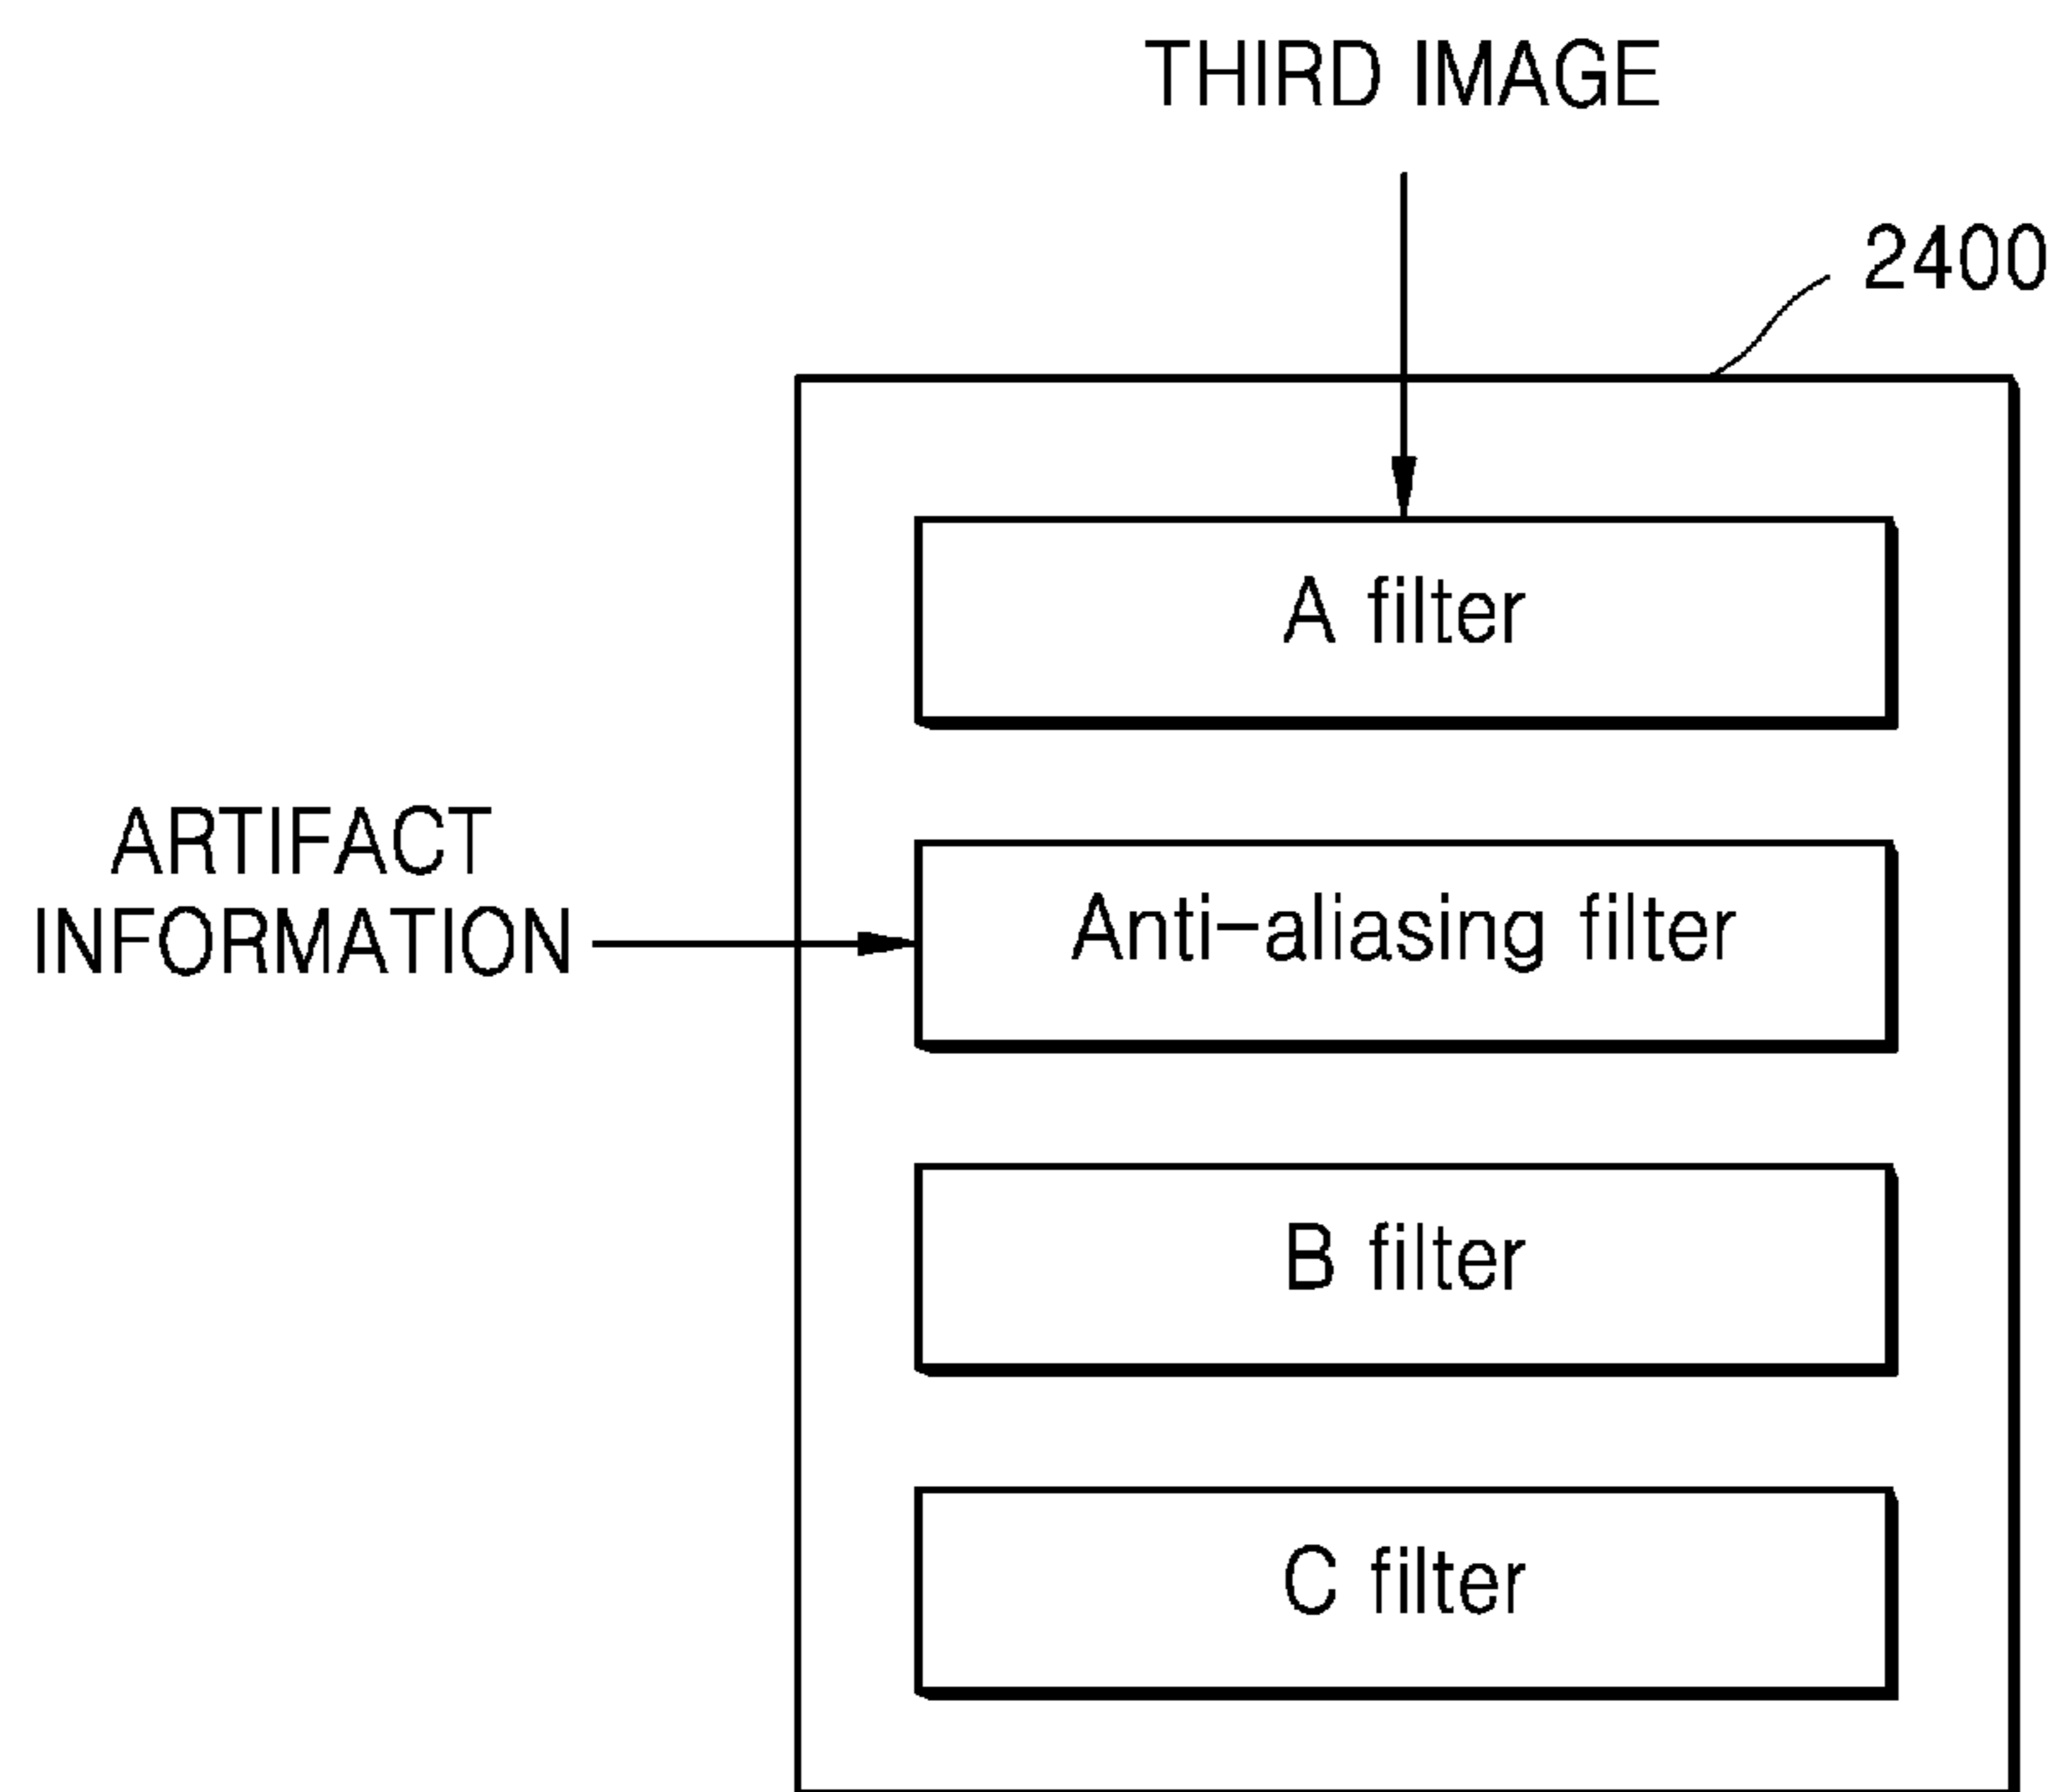 THIRD IMAGE
2400
A filter
ARTIFACT
INFORMATION
Anti-aliasing filter
B filter
C filter